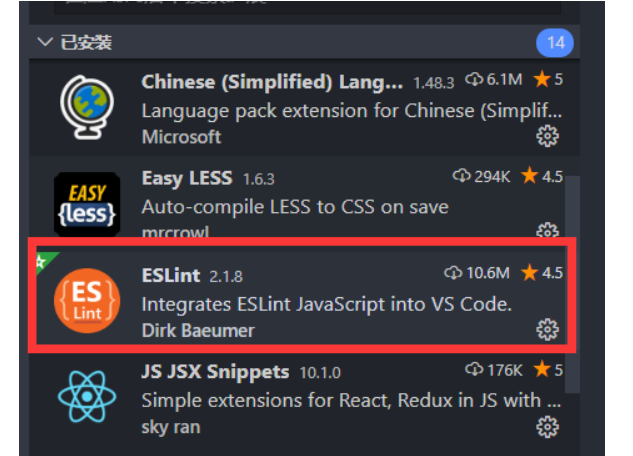 已安装
14
Chinese (Simplified) Lang... 1.48.3 6.1M 5
Language pack extension for Chinese (Simplif...
Microsoft
EASY
{less}
Easy LESS 1.6.3 294K 4.5
Auto-compile LESS to CSS on save
mrcrowl
{ES}
Lint
ESLint 2.1.8 10.6M 4.5
Integrates ESLint JavaScript into VS Code.
Dirk Baeumer
JS JSX Snippets 10.1.0 176K 5
Simple extensions for React, Redux in JS with ...
sky ran